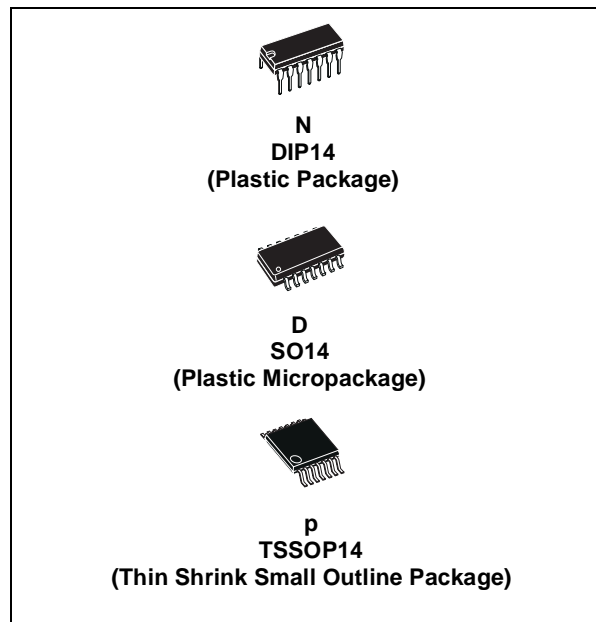 N
DIP14
(Plastic Package)
D
SO14
(Plastic Micropackage)
p
TSSOP14
(Thin Shrink Small Outline Package)